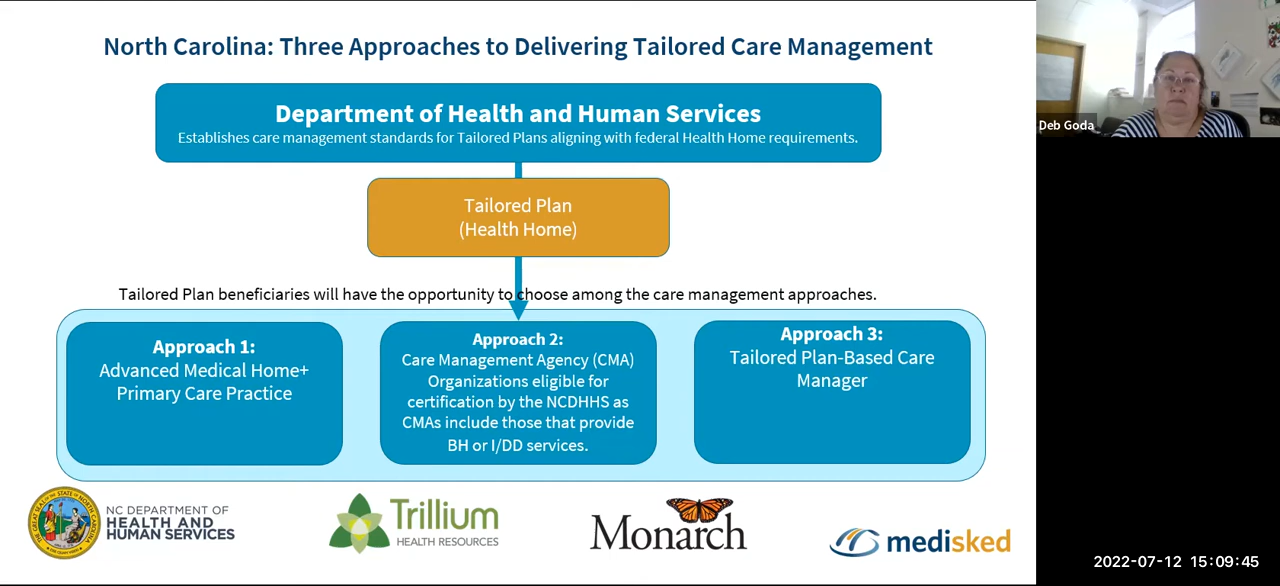 North Carolina: Three Approaches to Delivering Tailored Care Management
Department of Health and Human Services
Establishes care management standards for Tailored Plans aligning with federal Health Home requirements.
Tailored Plan
(Health Home)
Tailored Plan beneficiaries will have the opportunity to choose among the care management approaches.
Approach 1:
Advanced Medical Home+
Primary Care Practice
Approach 2:
Care Management Agency (CMA)
Organizations eligible for
certification by the NCDHHS as
CMAs include those that provide
BH or I/DD services.
Approach 3:
Tailored Plan-Based Care
Manager
NC DEPARTMENT OF
HEALTH AND
HUMAN SERVICES
Trillium
HEALTH RESOURCES
Monarch
medisked
Deb Goda
2022-07-12 15:09:45